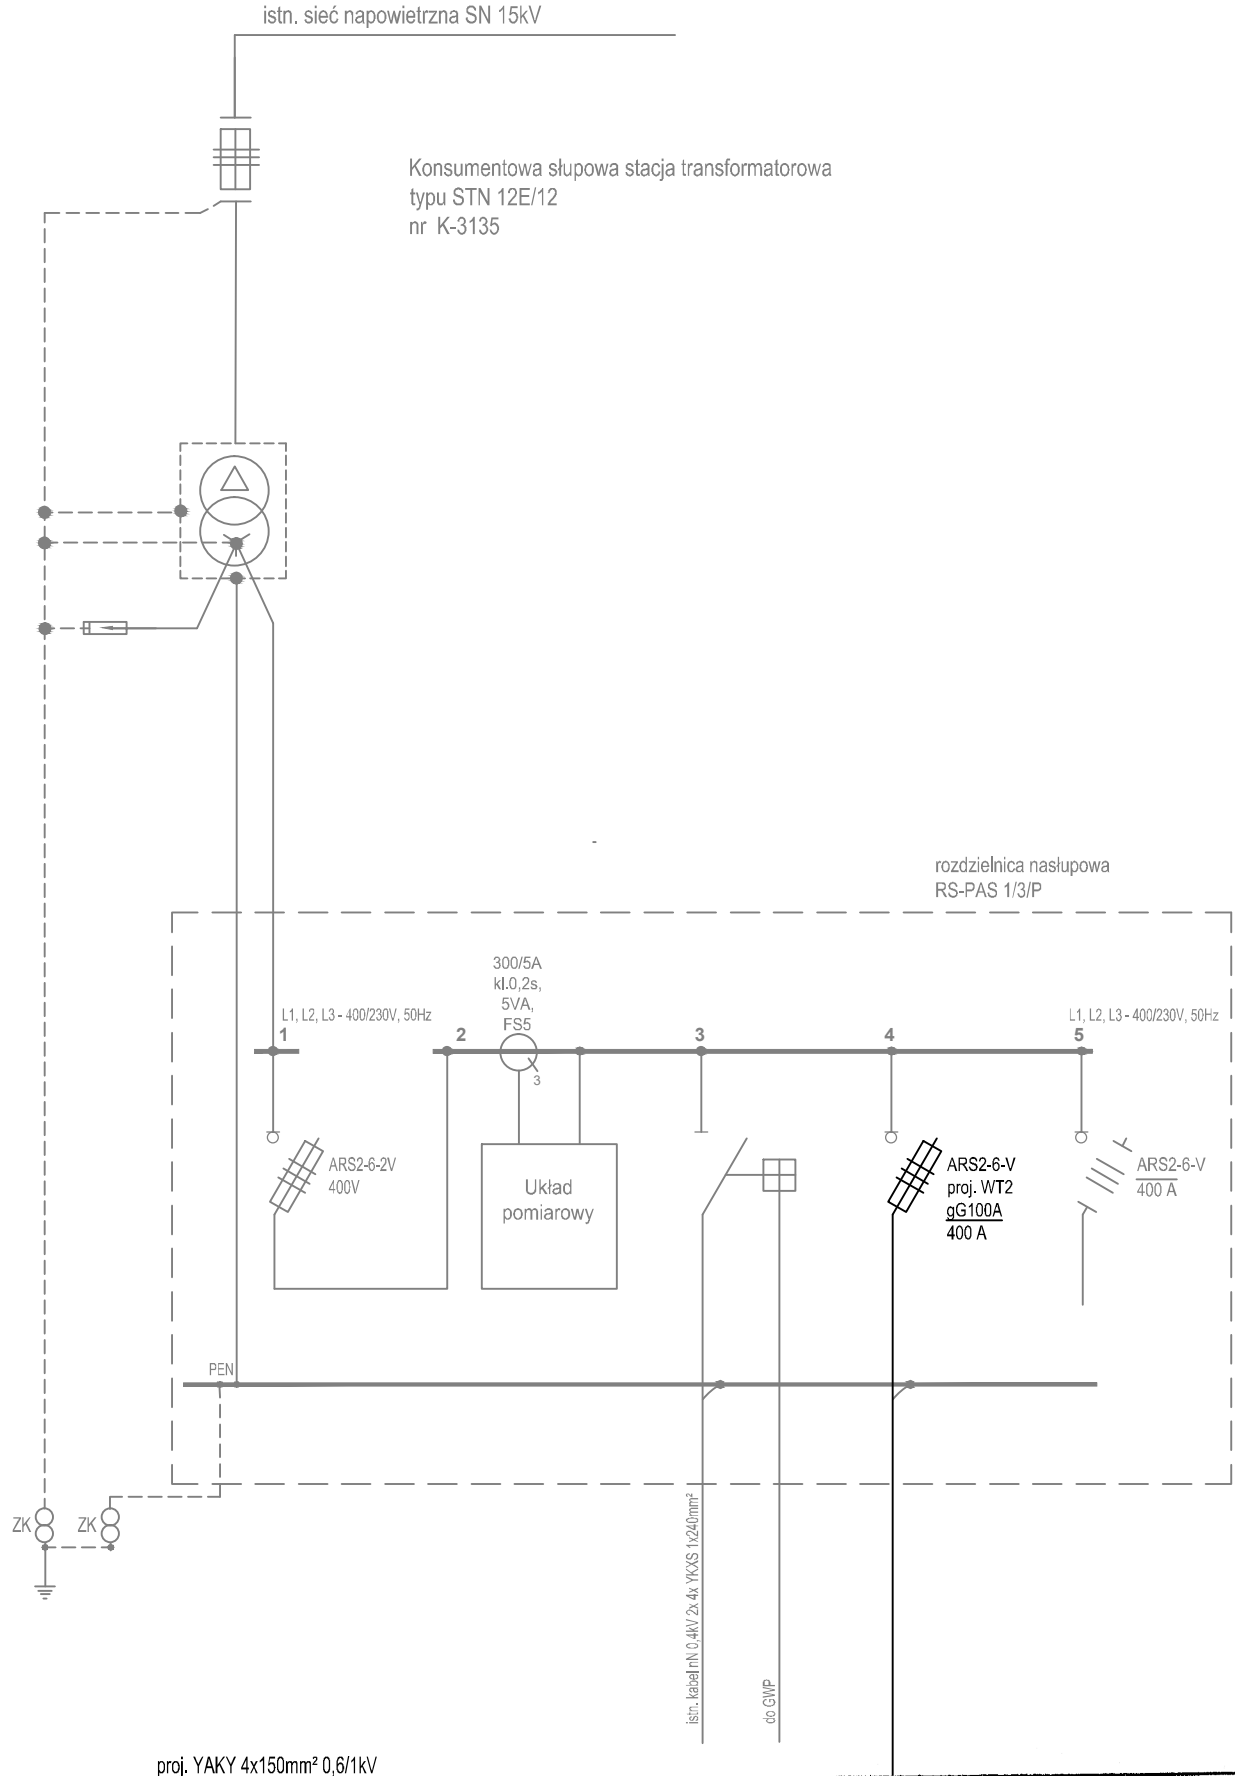 istn. sieć napowietrzna SN 15kV
Konsumentowa słupowa stacja transformatorowa
typu STN 12E/12
nr K-3135
rozdzielnica nasłupowa
RS-PAS 1/3/P
300/5A
kl.0,2s,
5VA,
FS5
L1, L2, L3 - 400/230V, 50Hz
L1, L2, L3 - 400/230V, 50Hz
1
2
3
4
5
3
ARS2-6-2V
400V
Układ
pomiarowy
ARS2-6-V
proj. WT2
gG100A
400 A
ARS2-6-V
400 A
PEN
ZK
ZK
istn. kabel nN 0,4kV 2x 4x YKXS 1x240mm²
do GWP
proj. YAKY 4x150mm² 0,6/1kV